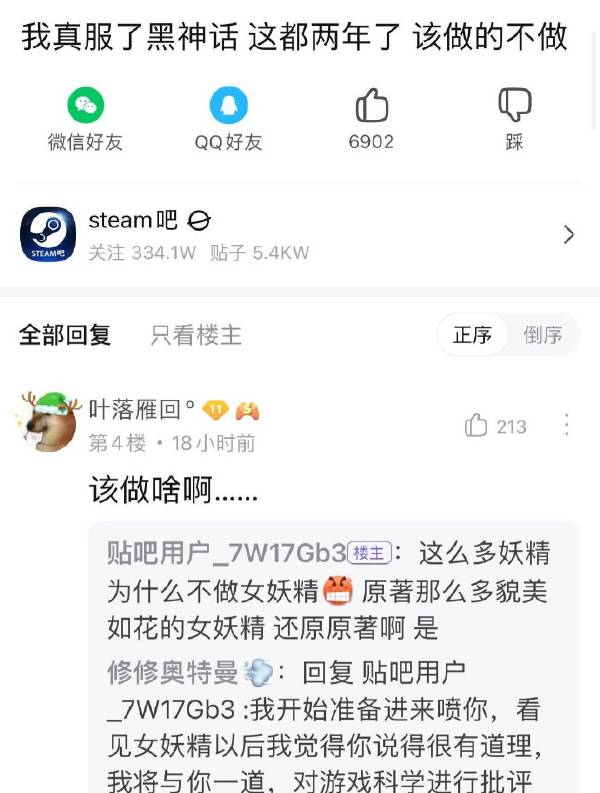 我真服了黑神话 这都两年了 该做的不做
微信好友 QQ好友 6902 踩
steam吧
STEAM吧
关注 334.1W 贴子 5.4KW
全部回复 只看楼主 正序 倒序
叶落雁回° 11 5
第4楼 · 18小时前 213
该做啥啊……
贴吧用户_7W17Gb3 楼主：这么多妖精
为什么不做女妖精😡 原著那么多貌美
如花的女妖精 还原原著啊 是
修修奥特曼💨：回复 贴吧用户
_7W17Gb3 :我开始准备进来喷你，看
见女妖精以后我觉得你说得很有道理，
我将与你一道，对游戏科学进行批评